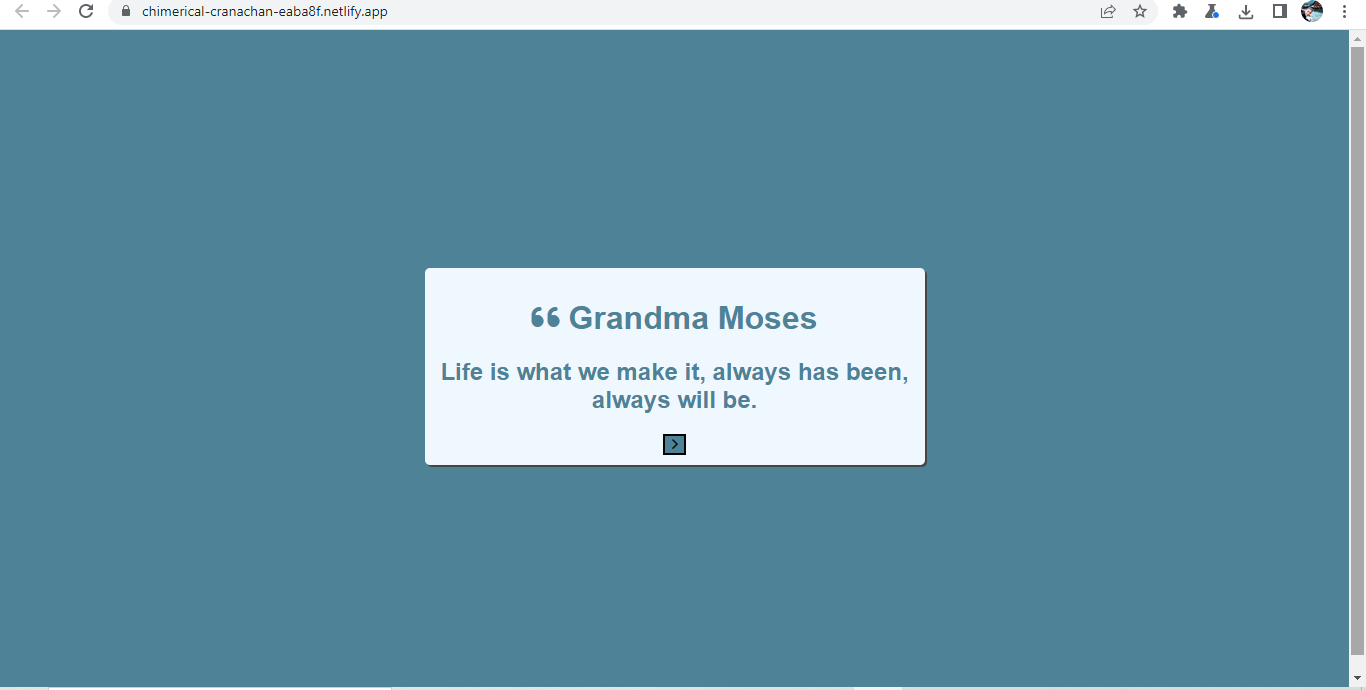 chimerical-cranachan-eaba8f.netlify.app
❝ Grandma Moses
Life is what we make it, always has been,
always will be.